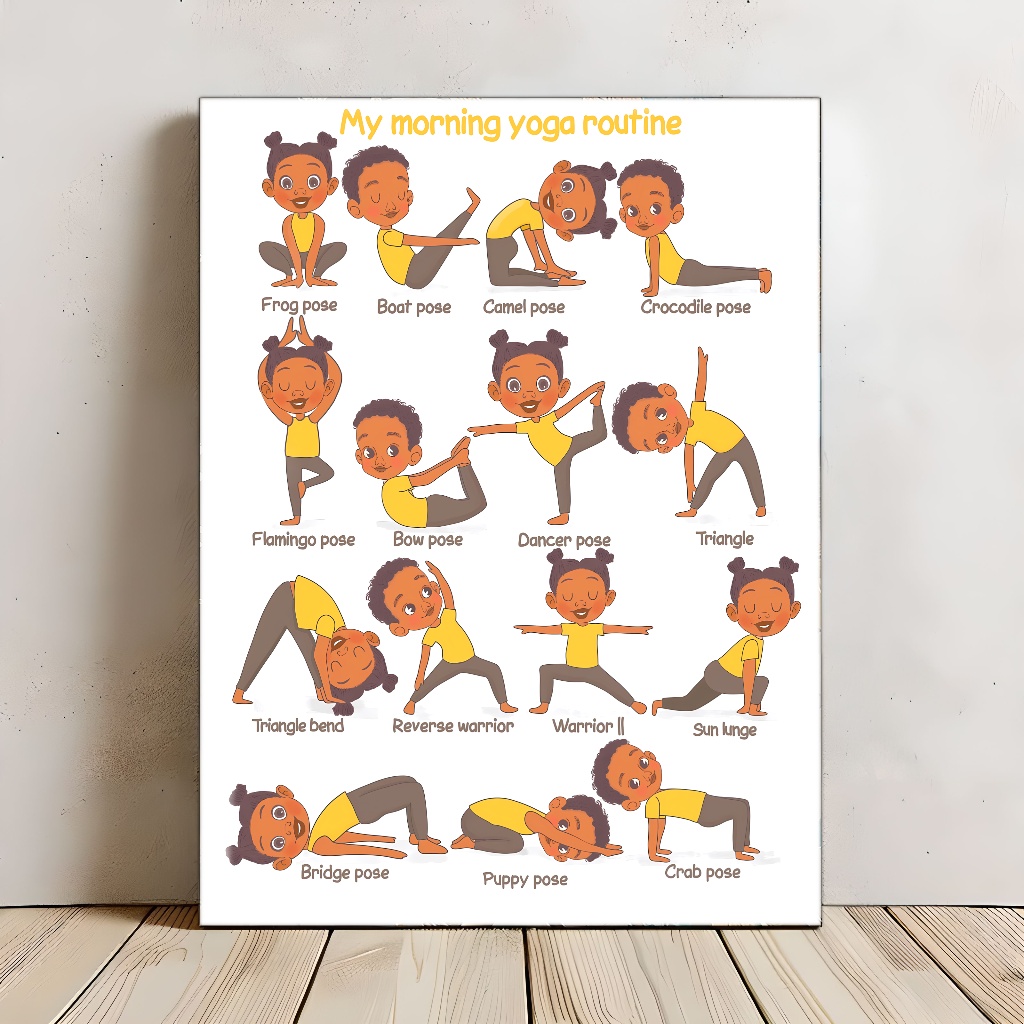 My morning yoga routine
Frog pose
Boat pose
Camel pose
Crocodile pose
Flamingo pose
Bow pose
Dancer pose
Triangle
Triangle bend
Reverse warrior
Warrior ||
Sun lunge
Bridge pose
Puppy pose
Crab pose